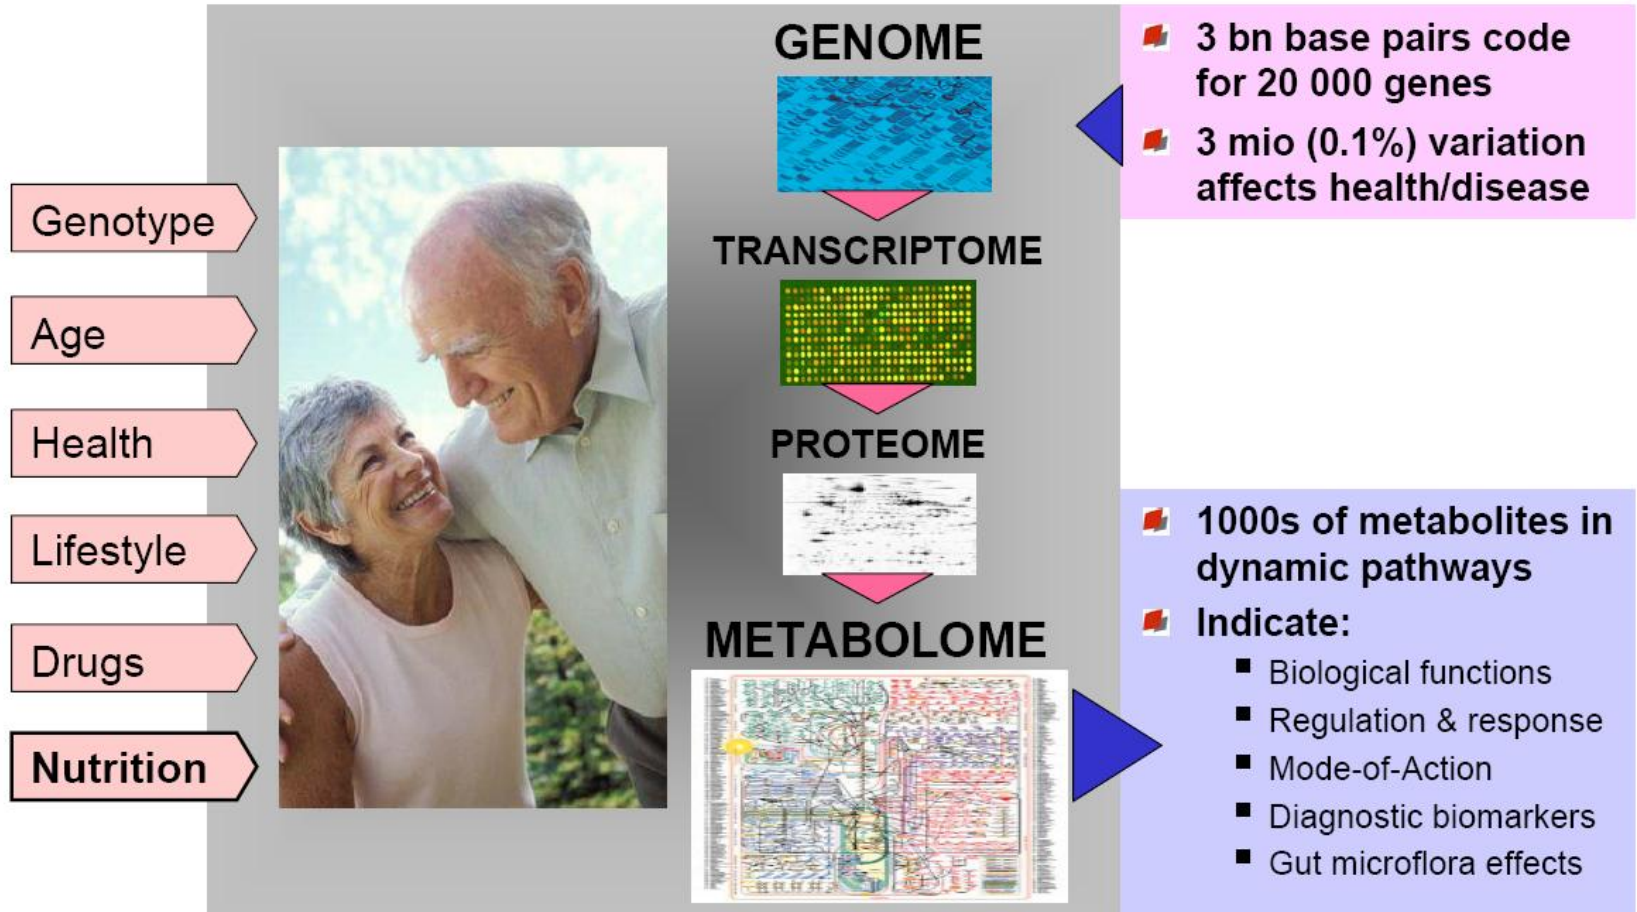 Genotype
Age
Health
Lifestyle
Drugs
Nutrition
GENOME
TRANSCRIPTOME
PROTEOME
METABOLOME
3 bn base pairs code
for 20 000 genes
3 mio (0.1%) variation
affects health/disease
1000s of metabolites in
dynamic pathways
Indicate:
Biological functions
Regulation & response
Mode-of-Action
Diagnostic biomarkers
Gut microflora effects